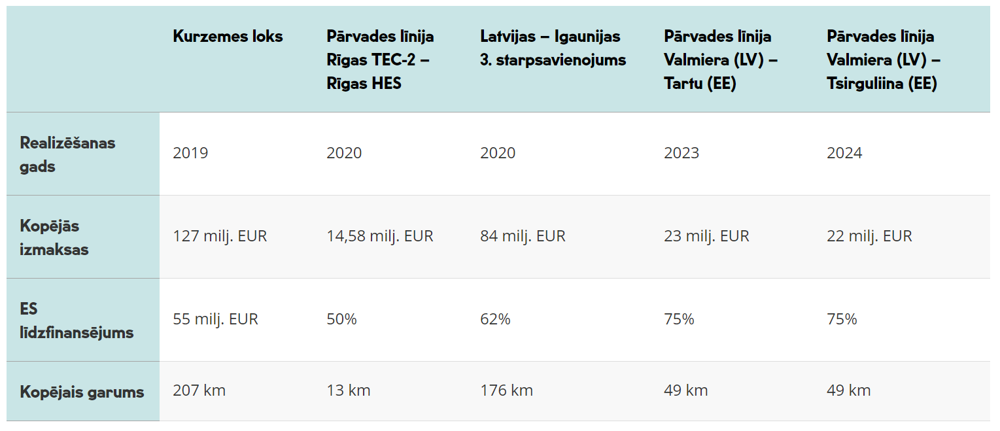 Kurzemes loks
Pārvades līnija
Rīgas TEC-2 –
Rīgas HES
Latvijas – Igaunijas
3. starpsavienojums
Pārvades līnija
Valmiera (LV) –
Tartu (EE)
Pārvades līnija
Valmiera (LV) –
Tsirguliina (EE)
Realizēšanas
gads
2019
2020
2020
2023
2024
Kopējās
izmaksas
127 milj. EUR
14,58 milj. EUR
84 milj. EUR
23 milj. EUR
22 milj. EUR
ES
līdzfinansējums
55 milj. EUR
50%
62%
75%
75%
Kopējais garums
207 km
13 km
176 km
49 km
49 km